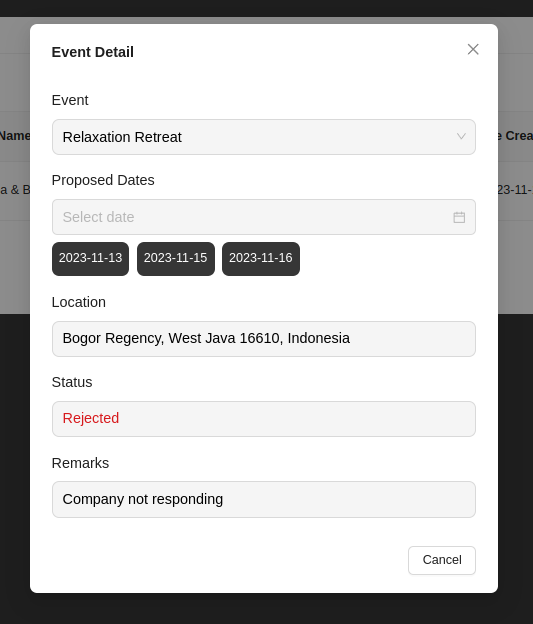 Event Detail
Name
e Crea
a & B
23-11-
Event
Relaxation Retreat
Proposed Dates
Select date
2023-11-13 2023-11-15 2023-11-16
Location
Bogor Regency, West Java 16610, Indonesia
Status
Rejected
Remarks
Company not responding
Cancel